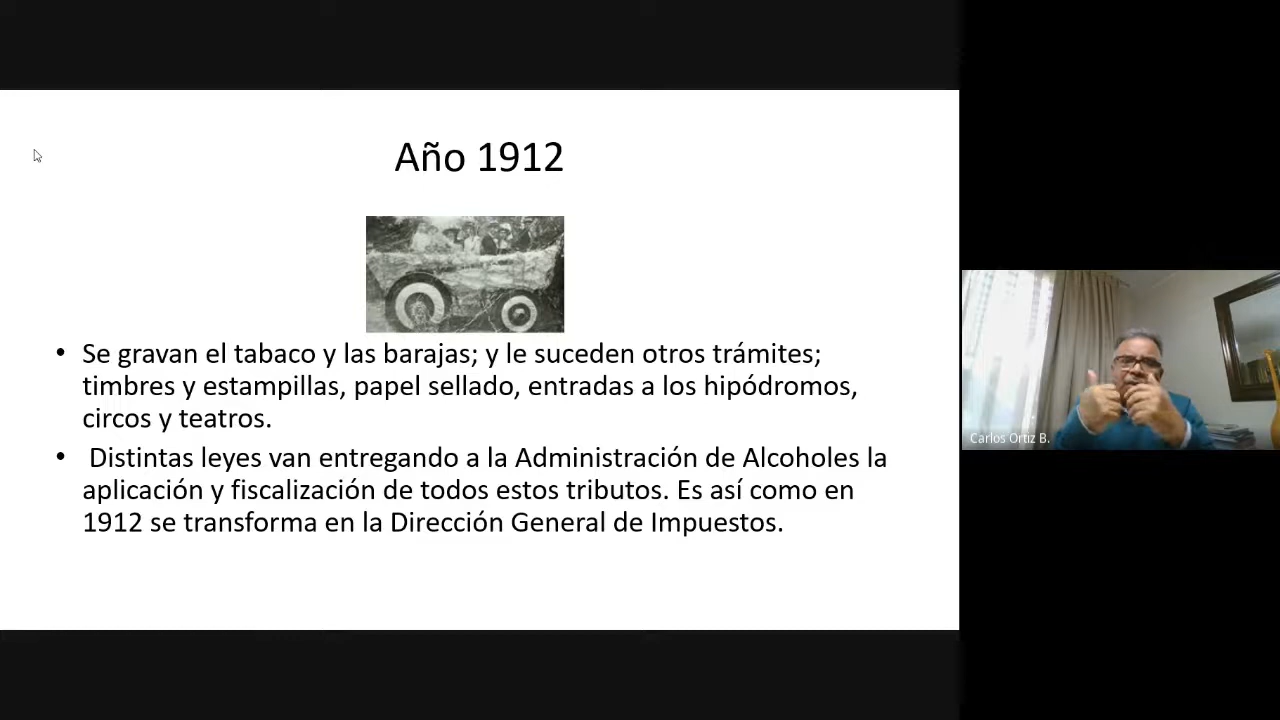 Año 1912
• Se gravan el tabaco y las barajas; y le suceden otros trámites;
timbres y estampillas, papel sellado, entradas a los hipódromos,
circos y teatros.
• Distintas leyes van entregando a la Administración de Alcoholes la
aplicación y fiscalización de todos estos tributos. Es así como en
1912 se transforma en la Dirección General de Impuestos.
Carlos Ortiz B.